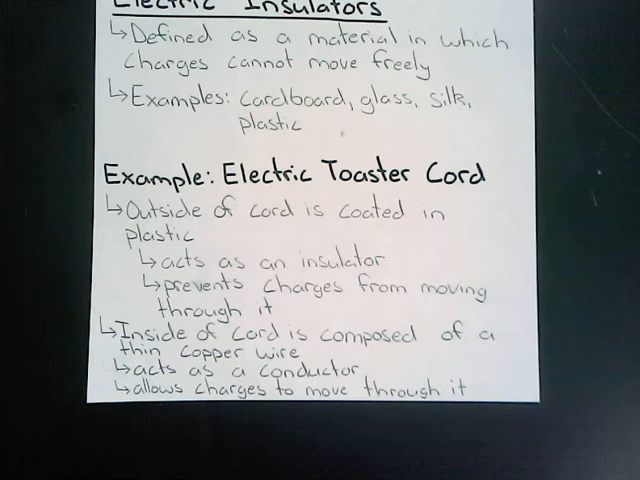 Electric Insulators
↳Defined as a material in which
charges cannot move freely
↳Examples: cardboard, glass, silk,
plastic
Example: Electric Toaster Cord
↳Outside of cord is coated in
plastic
↳acts as an insulator
↳prevents charges from moving
through it
↳Inside of cord is composed of a
thin copper wire
↳acts as a conductor
↳allows charges to move through it